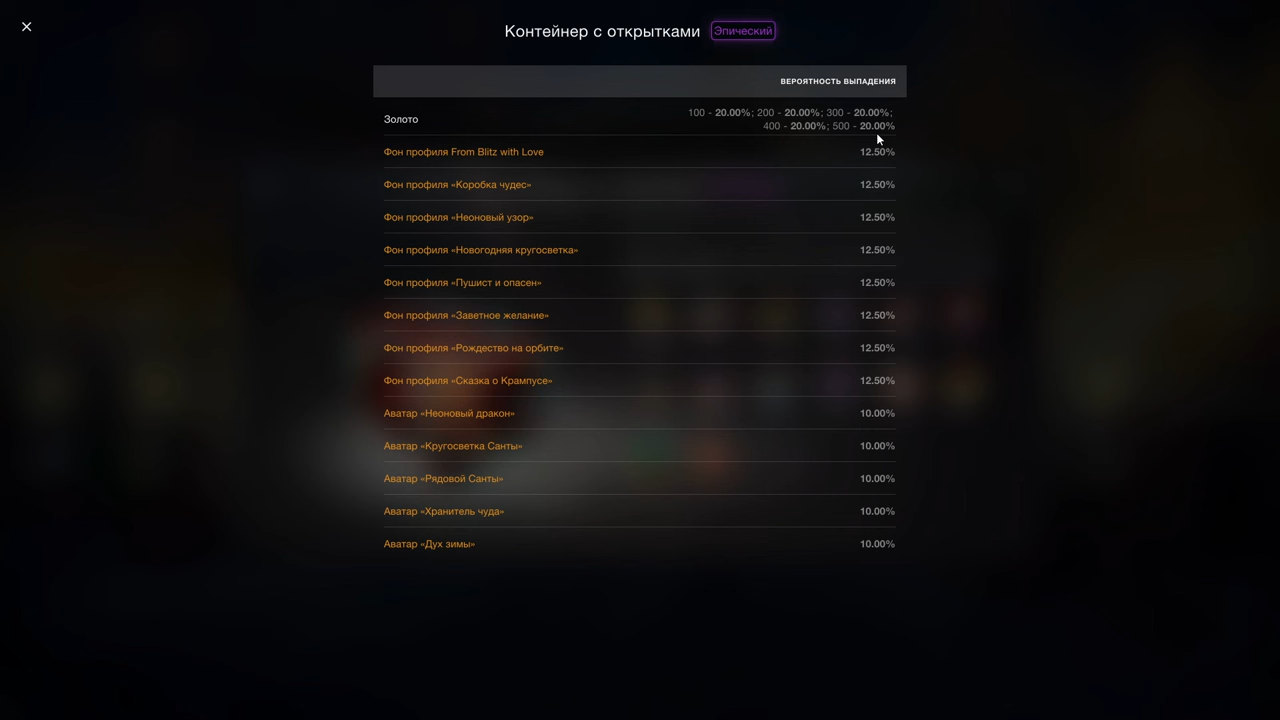 Контейнер с открытками Эпический
ВЕРОЯТНОСТЬ ВЫПАДЕНИЯ
Золото 100 - 20.00%; 200 - 20.00%; 300 - 20.00%;
400 - 20.00%; 500 - 20.00%
Фон профиля From Blitz with Love 12.50%
Фон профиля «Коробка чудес» 12.50%
Фон профиля «Неоновый узор» 12.50%
Фон профиля «Новогодняя кругосветка» 12.50%
Фон профиля «Пушист и опасен» 12.50%
Фон профиля «Заветное желание» 12.50%
Фон профиля «Рождество на орбите» 12.50%
Фон профиля «Сказка о Крампусе» 12.50%
Аватар «Неоновый дракон» 10.00%
Аватар «Кругосветка Санты» 10.00%
Аватар «Рядовой Санты» 10.00%
Аватар «Хранитель чуда» 10.00%
Аватар «Дух зимы» 10.00%